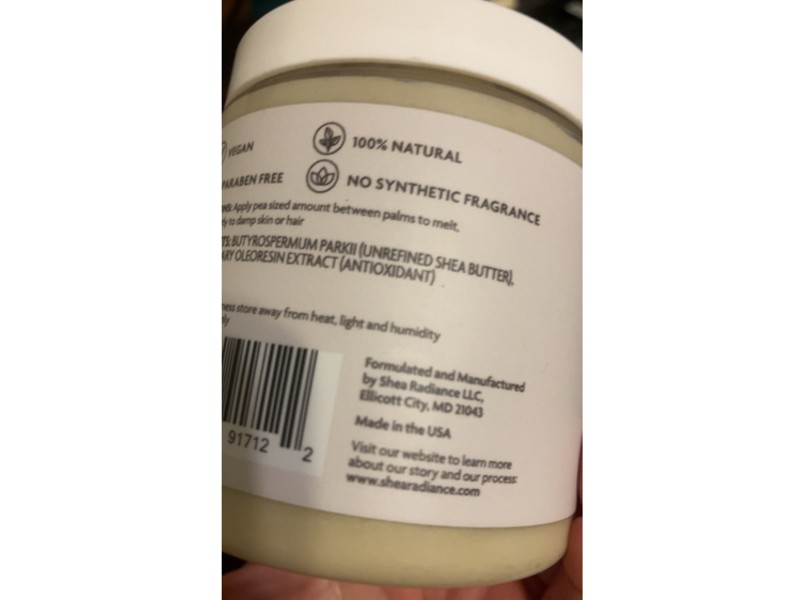 VEGAN
100% NATURAL
PARABEN FREE
NO SYNTHETIC FRAGRANCE
Apply pea sized amount between palms to melt,
to damp skin or hair
BUTYROSPERMUM PARKII (UNREFINED SHEA BUTTER),
OLEORESIN EXTRACT (ANTIOXIDANT)
store away from heat, light and humidity
91712 2
Formulated and Manufactured
by Shea Radiance LLC,
Ellicott City, MD 21043
Made in the USA
Visit our website to learn more
about our story and our process:
www.shearadiance.com